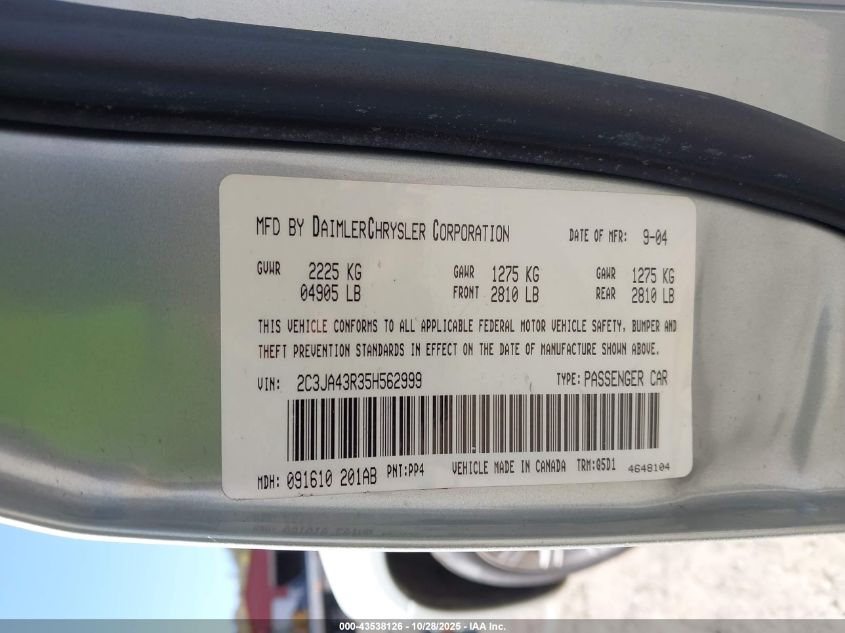 MFD BY DAIMLERCHRYSLER CORPORATION DATE OF MFR: 9-04
GVWR 2225 KG GAWR 1275 KG GAWR 1275 KG
04905 LB FRONT 2810 LB REAR 2810 LB
THIS VEHICLE CONFORMS TO ALL APPLICABLE FEDERAL MOTOR VEHICLE SAFETY, BUMPER AND
THEFT PREVENTION STANDARDS IN EFFECT ON THE DATE OF MANUFACTURE SHOWN ABOVE.
VIN: 2C3JA43R35H562999 TYPE: PASSENGER CAR
MDH: 091610 201AB PNT:PP4 VEHICLE MADE IN CANADA TRM:G5D1 4648104
000-43538126 - 10/28/2025 - IAA Inc.